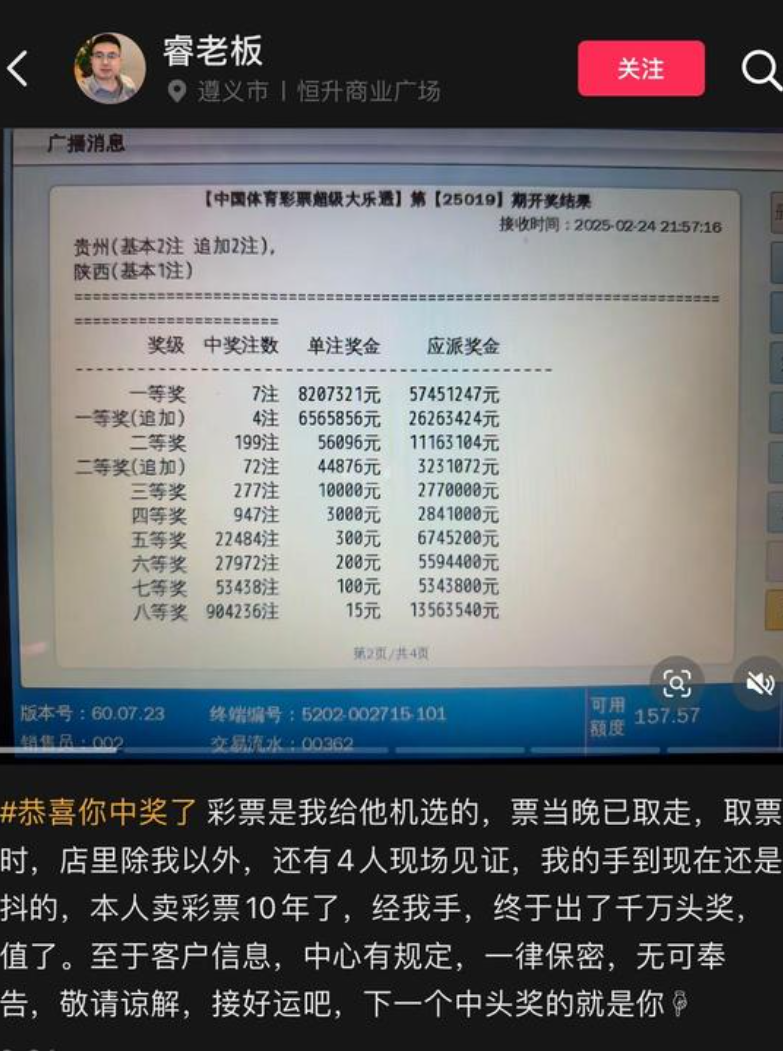 睿老板
遵义市丨恒升商业广场
关注
广播消息
【中国体育彩票超级大乐透】第【25019】期开奖结果
接收时间：2025-02-24 21:57:16
贵州(基本2注 追加2注),
陕西(基本1注)
================================================================================
=========================
奖级 中奖注数 单注奖金 应派奖金
----------------------------------------------------------
一等奖 7注 8207321元 57451247元
一等奖(追加) 4注 6565856元 26263424元
二等奖 199注 56096元 11163104元
二等奖(追加) 72注 44876元 3231072元
三等奖 277注 10000元 2770000元
四等奖 947注 3000元 2841000元
五等奖 22484注 300元 6745200元
六等奖 27972注 200元 5594400元
七等奖 53438注 100元 5343800元
八等奖 904236注 15元 13563540元
第2页/共4页
版本号：60.07.23 终端编号：5202-002715-101
可用
额度 157.57
销售员：002 交易流水：00362
#恭喜你中奖了 彩票是我给他机选的，票当晚已取走，取票
时，店里除我以外，还有4人现场见证，我的手到现在还是
抖的，本人卖彩票10年了，经我手，终于出了千万头奖，
值了。至于客户信息，中心有规定，一律保密，无可奉
告，敬请谅解，接好运吧，下一个中头奖的就是你☟